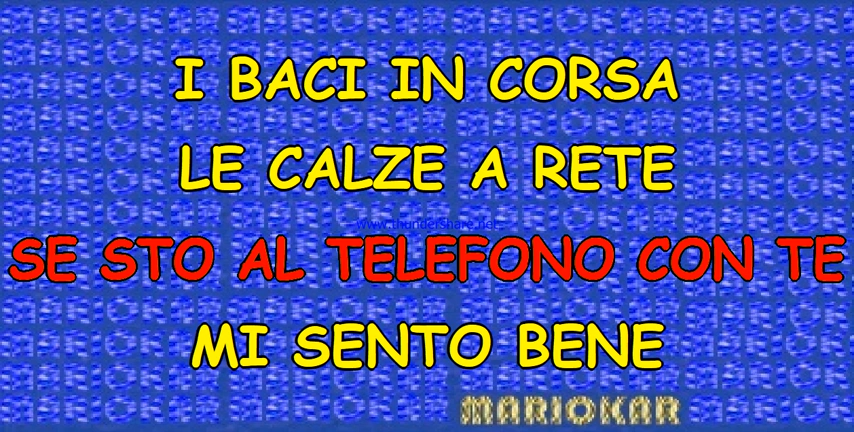 I BACI IN CORSA
LE CALZE A RETE
www.thundershare.net
SE STO AL TELEFONO CON TE
MI SENTO BENE
MARIOKAR